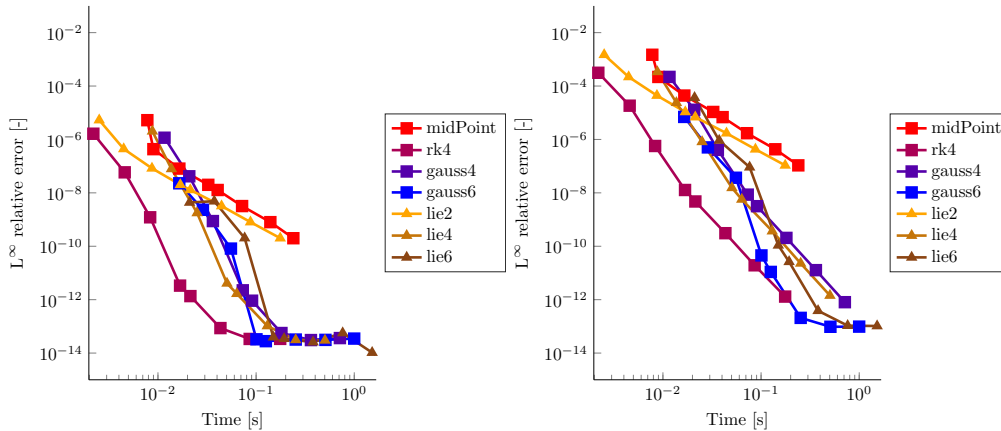 10^−2
10^−4
10^−6
10^−8
10^−10
10^−12
10^−14
10^−2
10^−1
10^0
Time [s]
L^∞ relative error [-]
midPoint
rk4
gauss4
gauss6
lie2
lie4
lie6
10^−2
10^−4
10^−6
10^−8
10^−10
10^−12
10^−14
10^−2
10^−1
10^0
Time [s]
L^∞ relative error [-]
midPoint
rk4
gauss4
gauss6
lie2
lie4
lie6